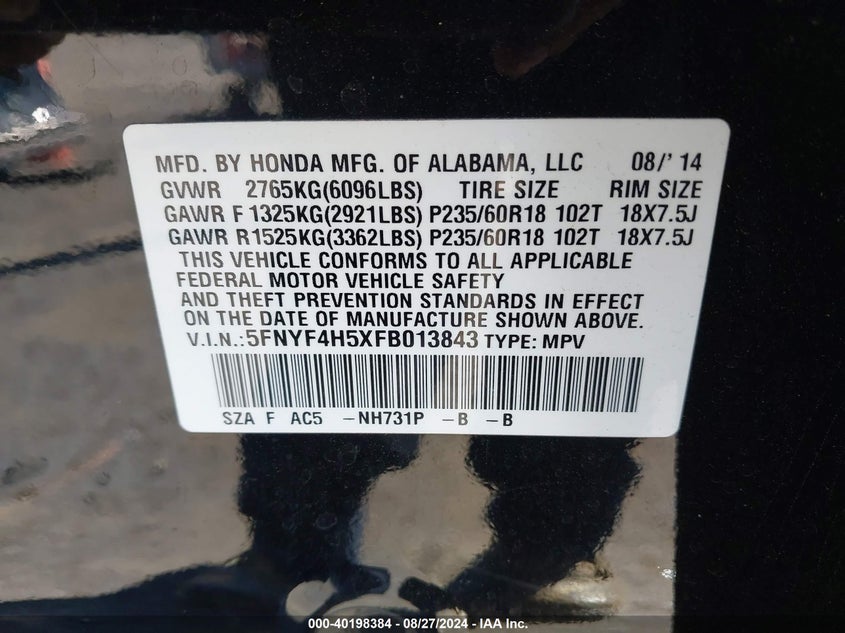 MFD. BY HONDA MFG. OF ALABAMA, LLC 08/' 14
GVWR 2765KG(6096LBS) TIRE SIZE RIM SIZE
GAWR F 1325KG(2921LBS) P235/60R18 102T 18X7.5J
GAWR R1525KG(3362LBS) P235/60R18 102T 18X7.5J
THIS VEHICLE CONFORMS TO ALL APPLICABLE
FEDERAL MOTOR VEHICLE SAFETY
AND THEFT PREVENTION STANDARDS IN EFFECT
ON THE DATE OF MANUFACTURE SHOWN ABOVE.
V.I.N.:5FNYF4H5XFB013843 TYPE: MPV
SZA F AC5 -NH731P -B -B
000-40198384 - 08/27/2024 - IAA Inc.